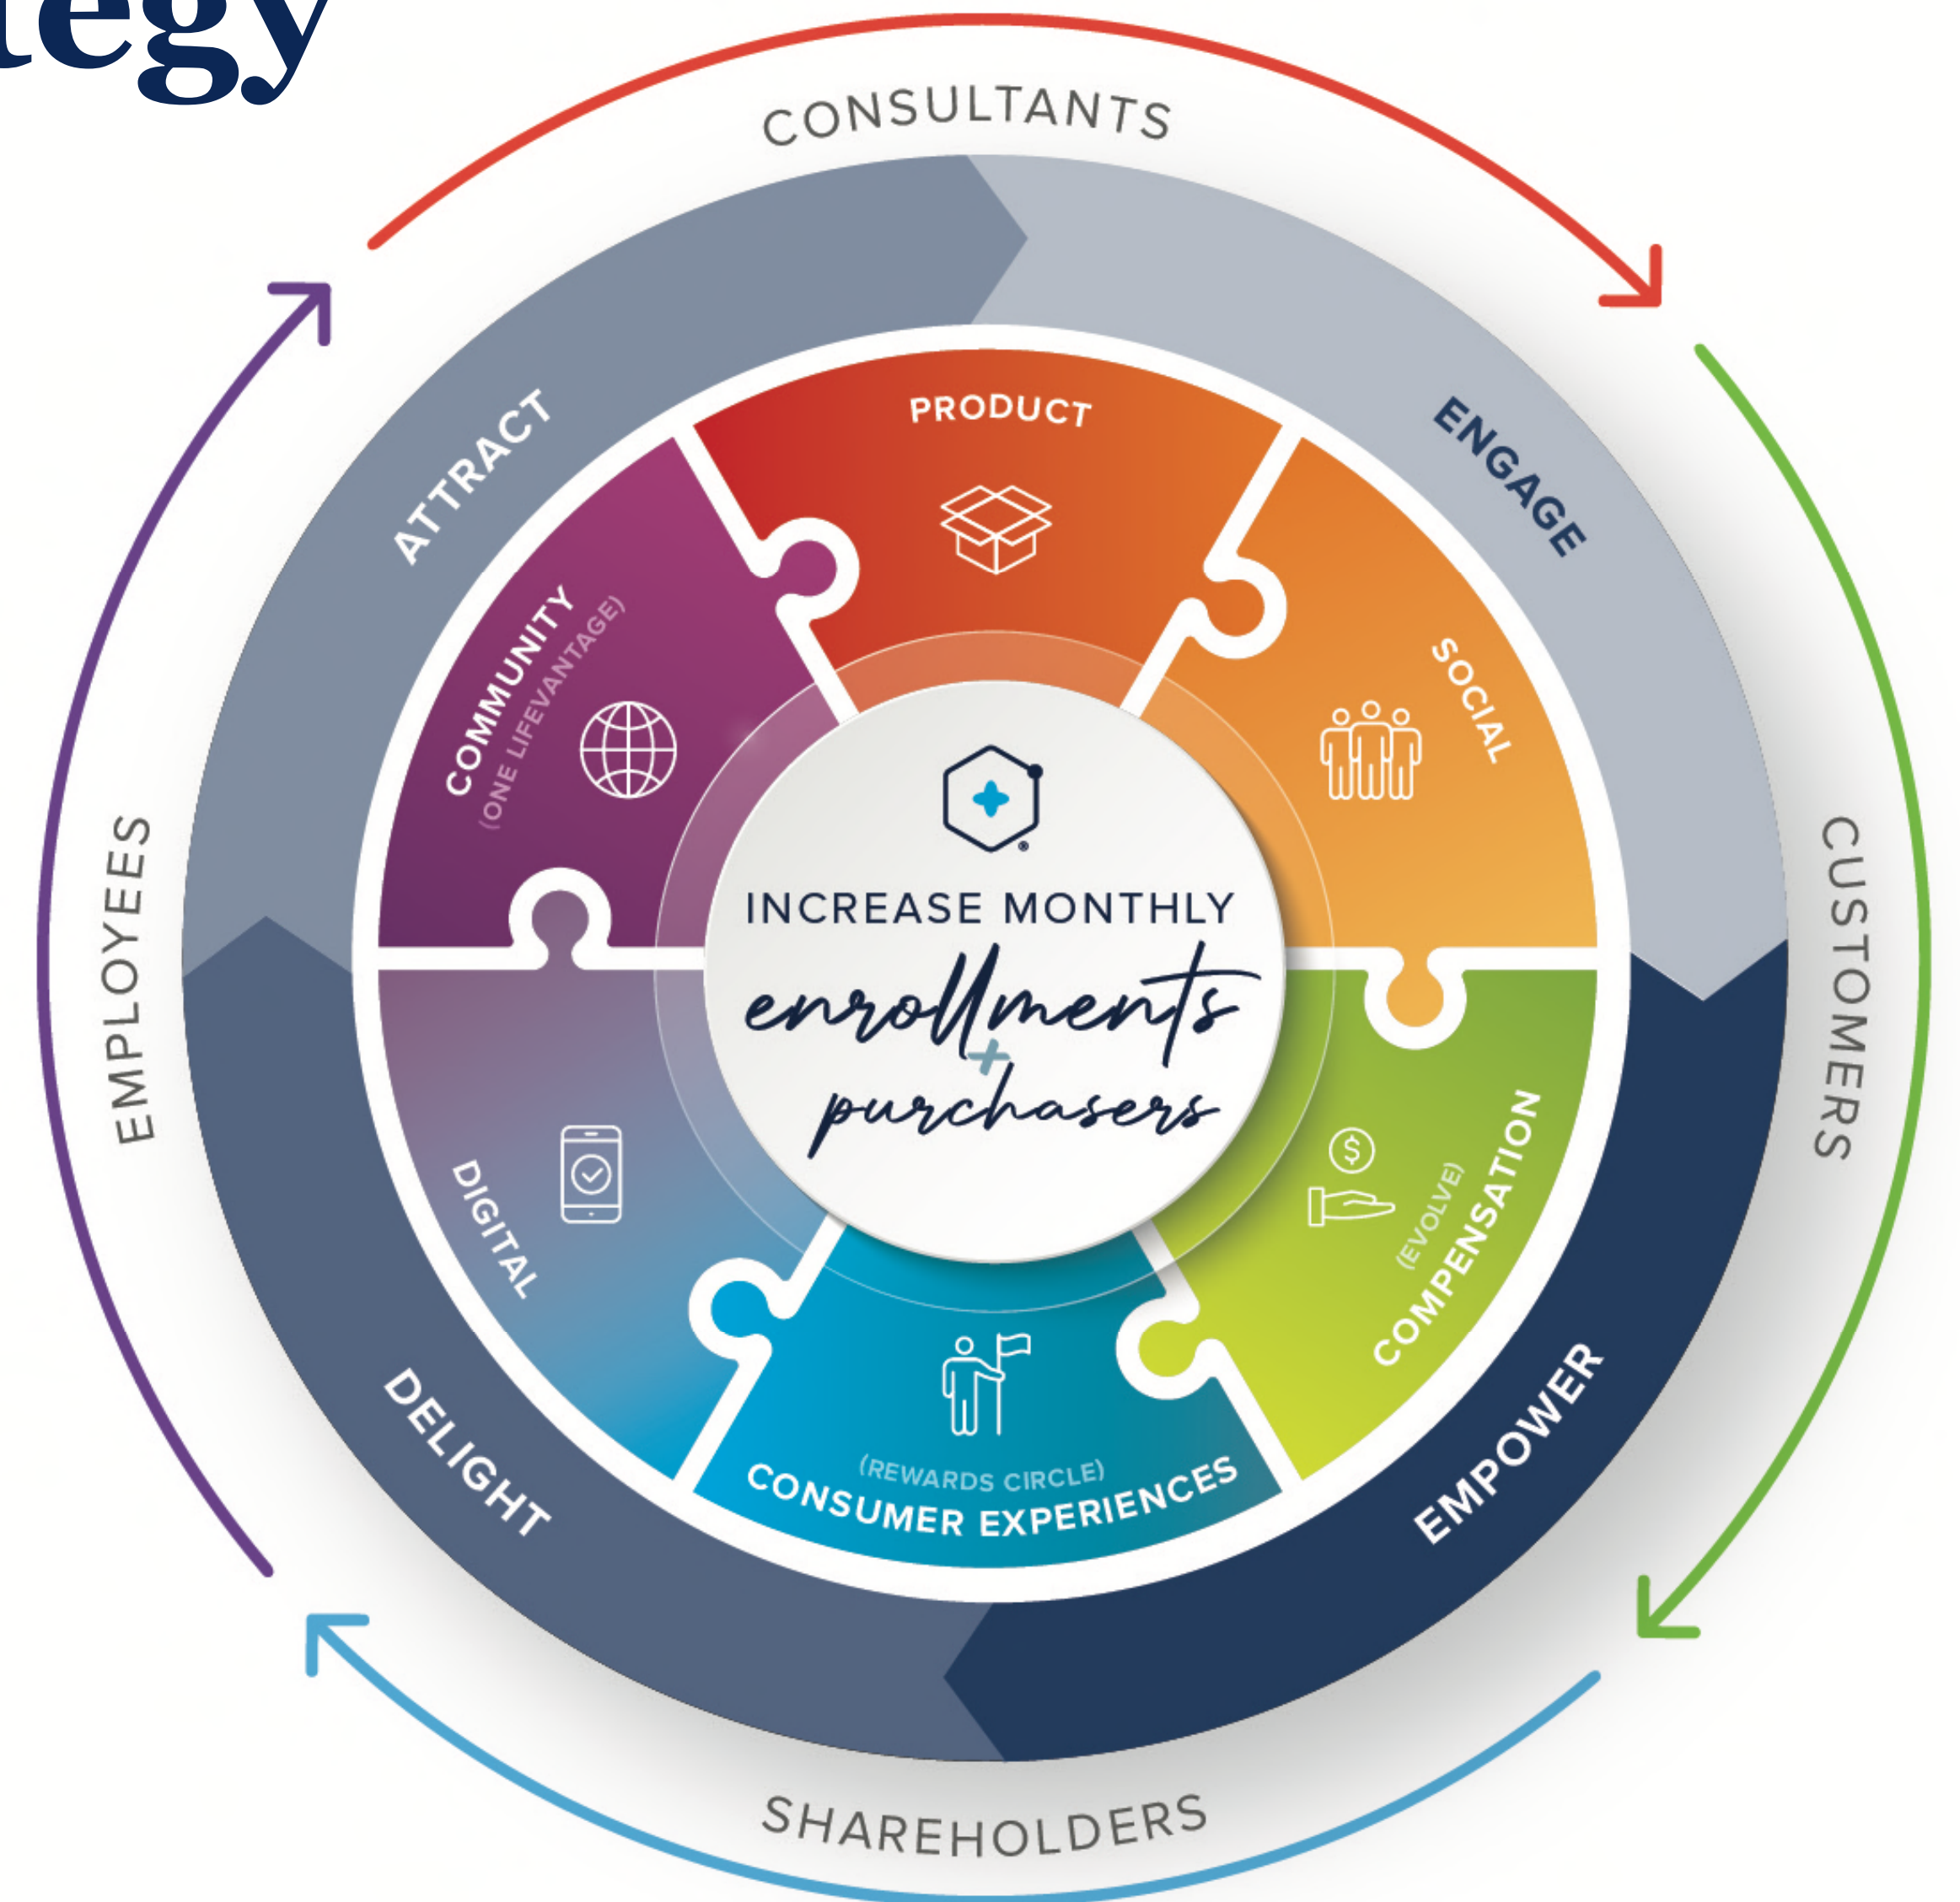 tegy
CONSULTANTS
CUSTOMERS
SHAREHOLDERS
EMPLOYEES
ATTRACT
ENGAGE
EMPOWER
DELIGHT
PRODUCT
SOCIAL
COMPENSATION
(EVOLVE)
(REWARDS CIRCLE)
CONSUMER EXPERIENCES
DIGITAL
COMMUNITY
(ONE LIFEVANTAGE)
®
INCREASE MONTHLY
enrollments
+
purchasers
$